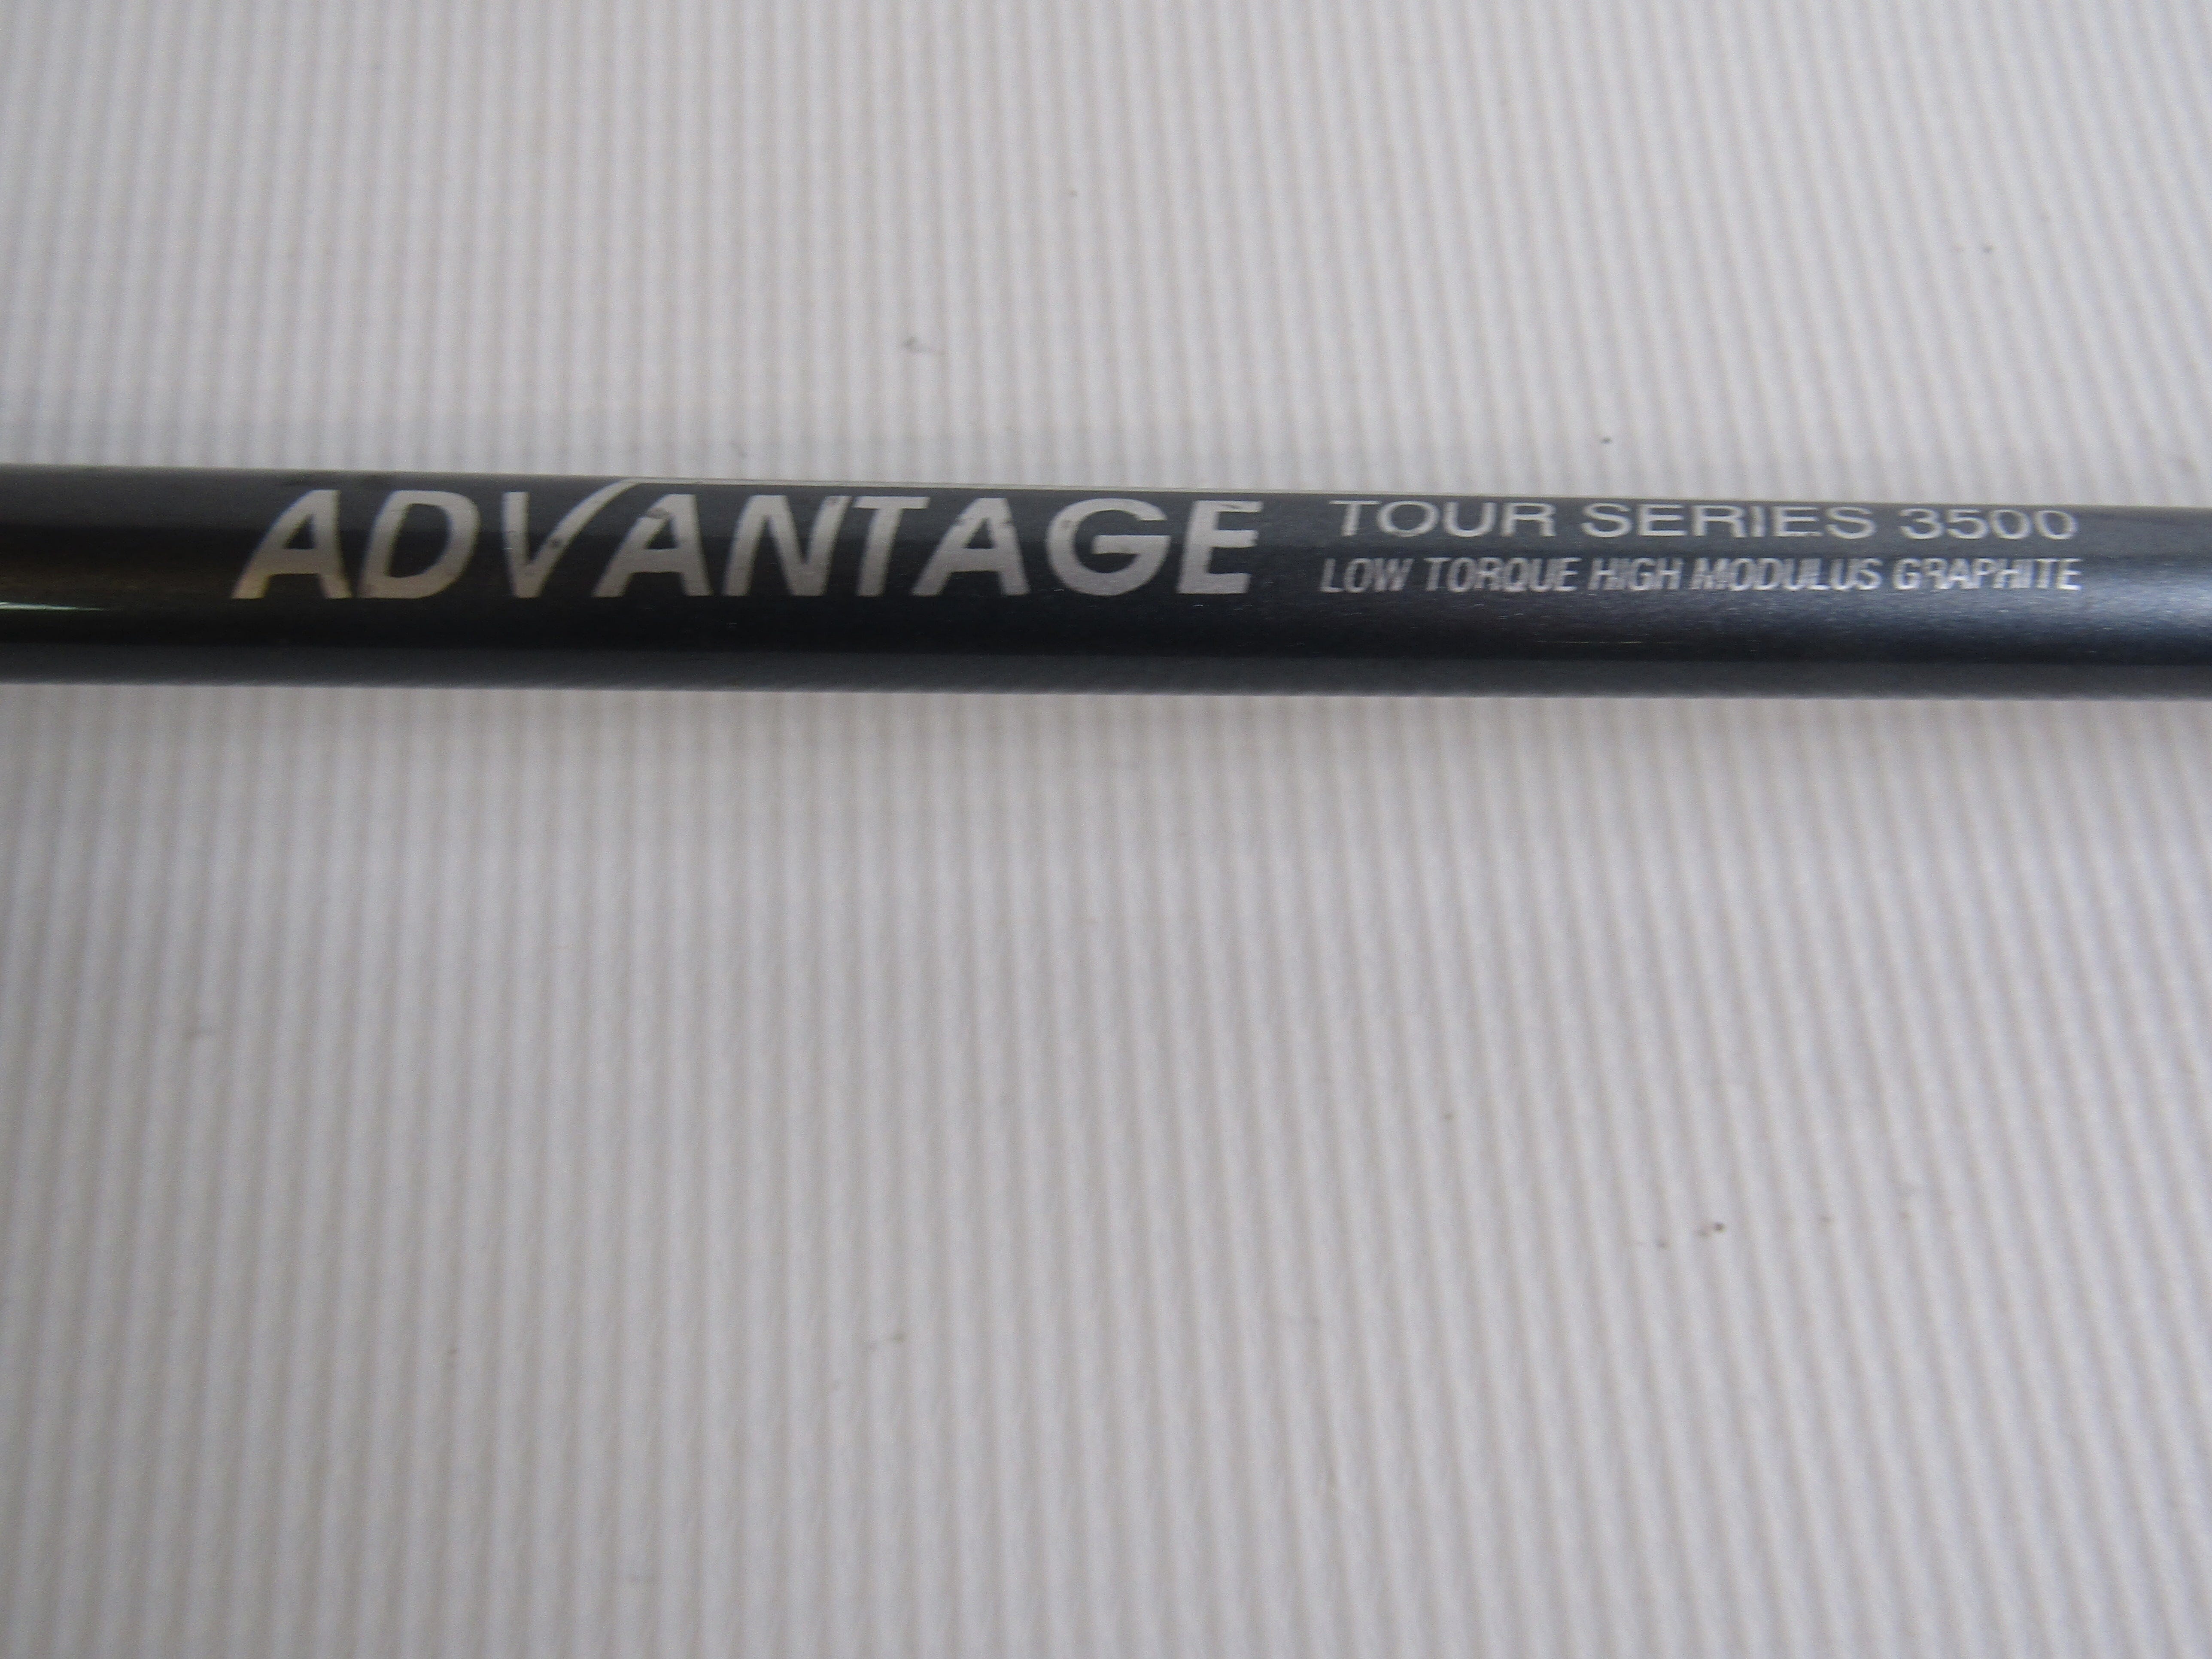 ADVANTAGE TOUR SERIES 3500
LOW TORQUE HIGH MODULUS GRAPHITE